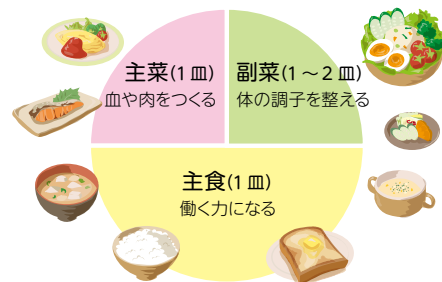 主菜(1皿)
血や肉をつくる
副菜(1～2皿)
体の調子を整える
主食(1皿)
働く力になる